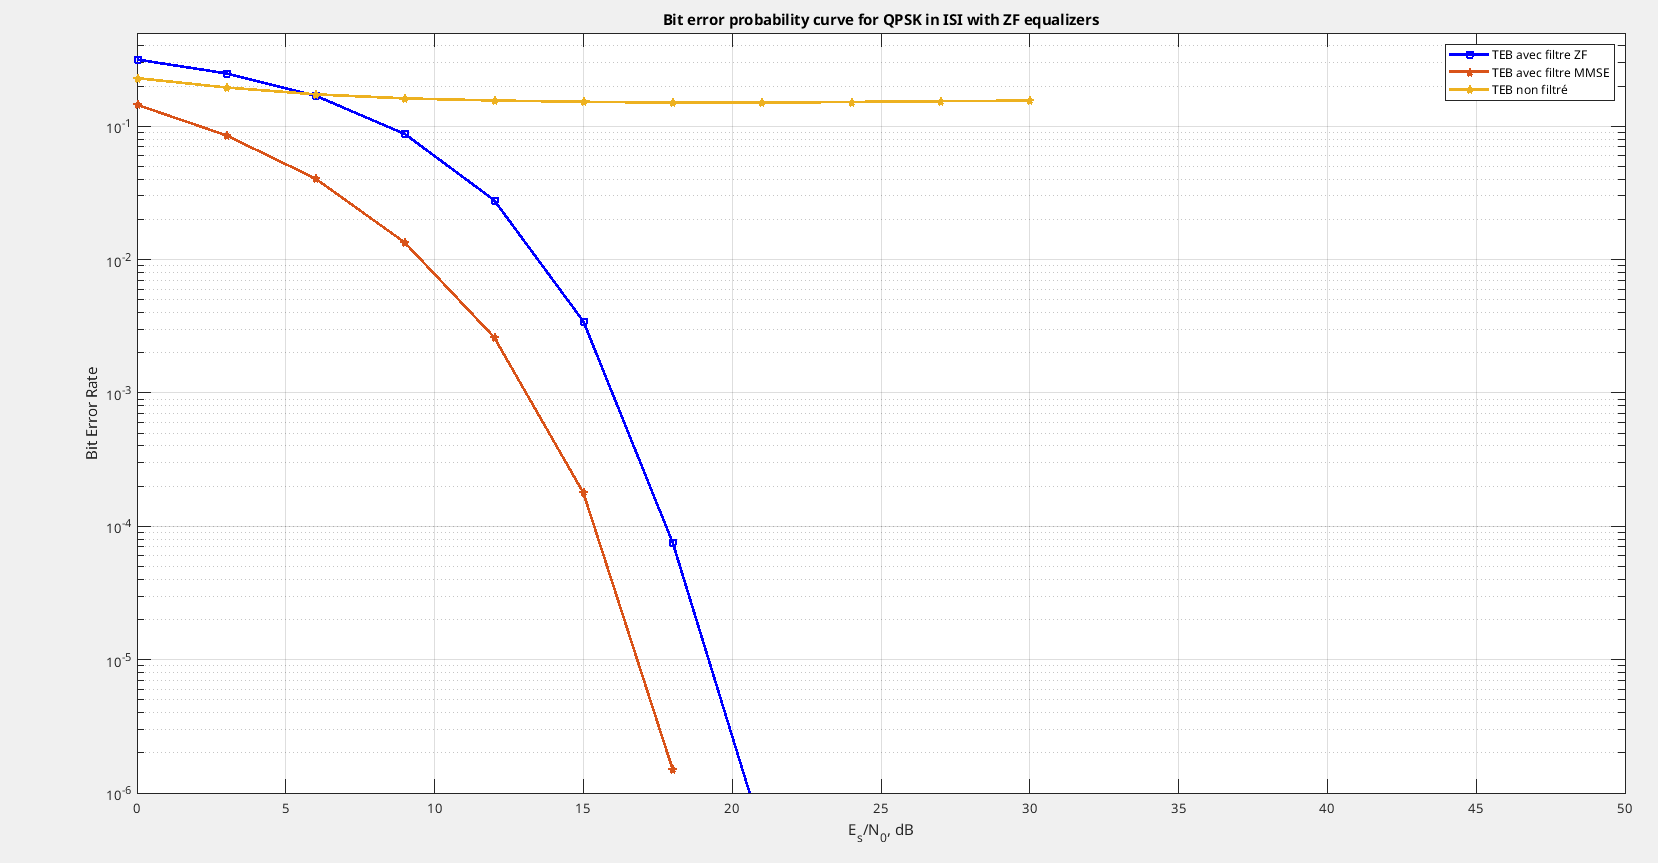 Bit error probability curve for QPSK in ISI with ZF equalizers
TEB avec filtre ZF
TEB avec filtre MMSE
TEB non filtré
Bit Error Rate
10^-1
10^-2
10^-3
10^-4
10^-5
10^-6
0 5 10 15 20 25 30 35 40 45 50
E_s/N_0, dB